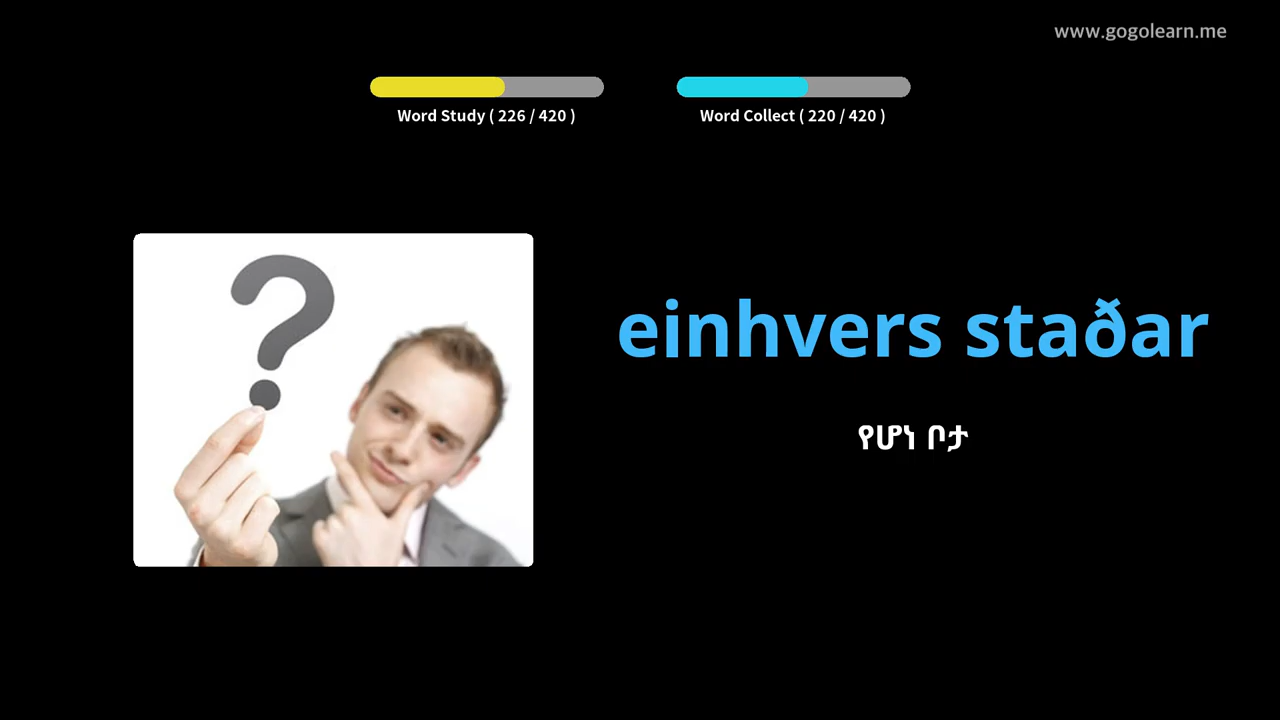 www.gogolearn.me
Word Study ( 226 / 420 )
Word Collect ( 220 / 420 )
einhvers staðar
የሆነ ቦታ